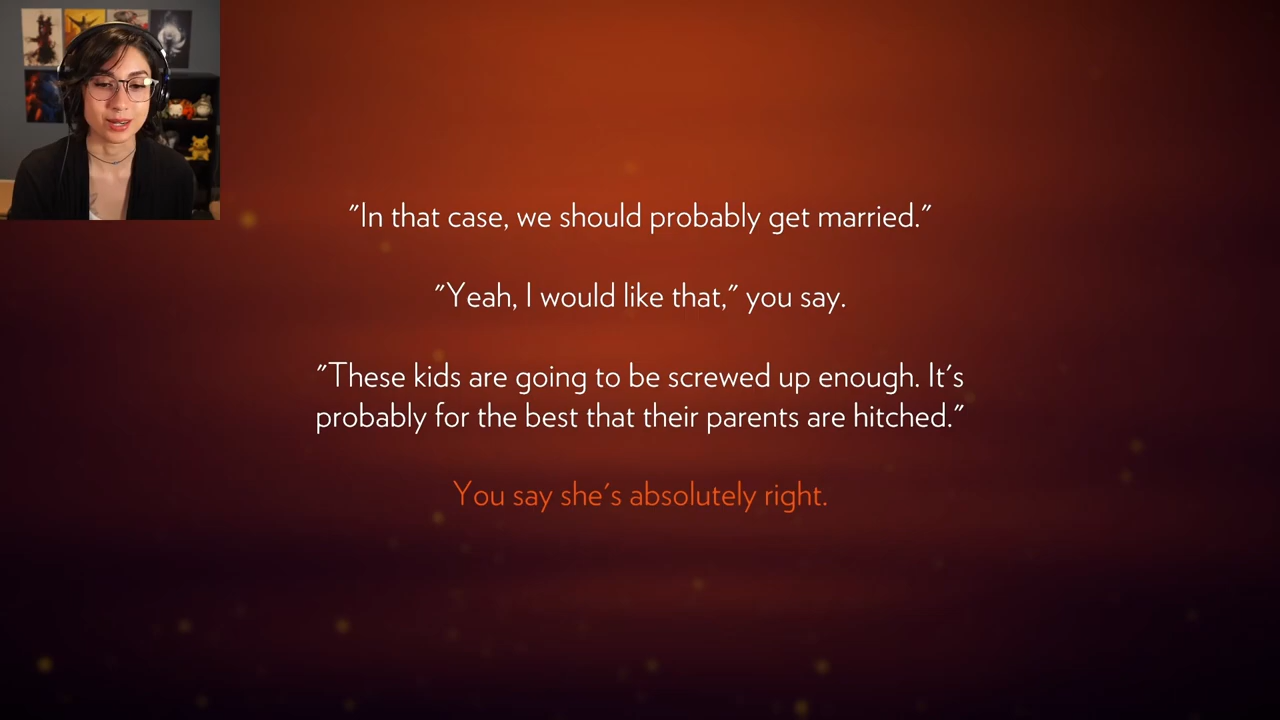 "In that case, we should probably get married."
"Yeah, I would like that," you say.
"These kids are going to be screwed up enough. It's
probably for the best that their parents are hitched."
You say she's absolutely right.